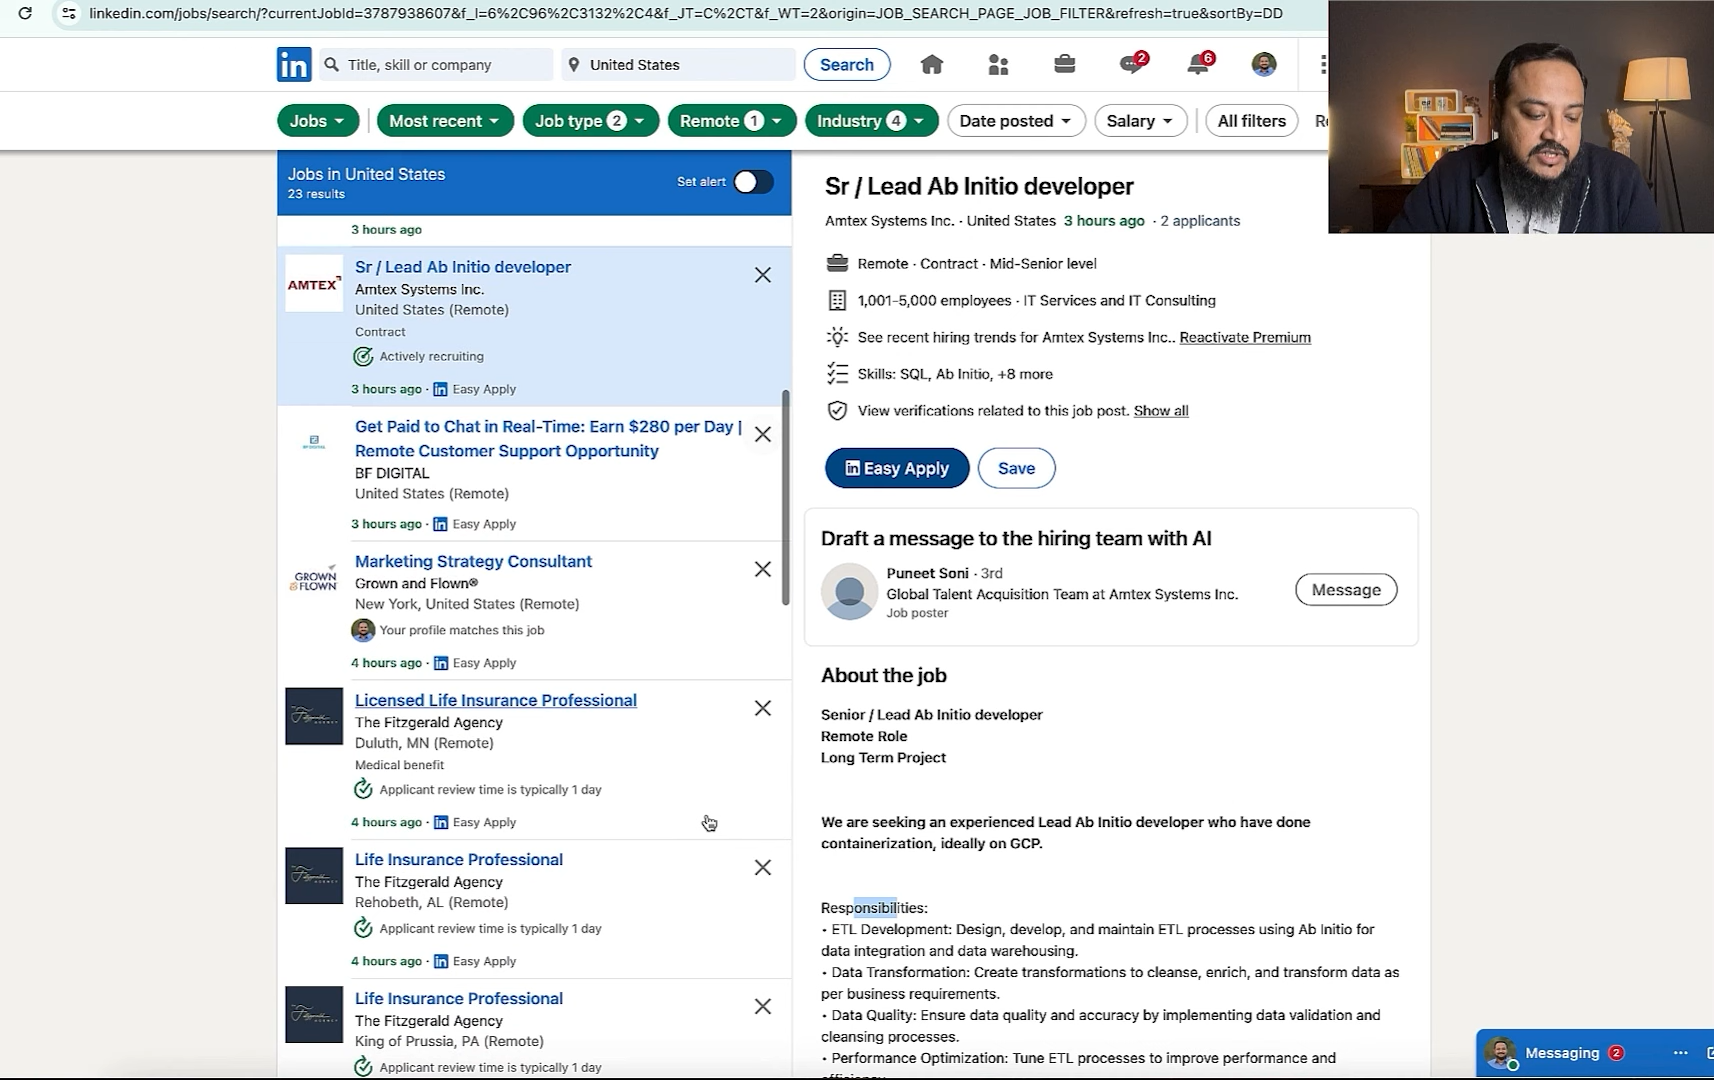 linkedin.com/jobs/search/?currentJobId=3787938607&f_I=6%2C96%2C3132%2C4&f_JT=C%2CT&f_WT=2&origin=JOB_SEARCH_PAGE_JOB_FILTER&refresh=true&sortBy=DD
in
Title, skill or company
United States
Search
2
6
Jobs
Most recent
Job type 2
Remote 1
Industry 4
Date posted
Salary
All filters
Jobs in United States
23 results
Set alert
3 hours ago
AMTEX
Sr / Lead Ab Initio developer
Amtex Systems Inc.
United States (Remote)
Contract
Actively recruiting
3 hours ago · in Easy Apply
Get Paid to Chat in Real-Time: Earn $280 per Day |
Remote Customer Support Opportunity
BF DIGITAL
United States (Remote)
3 hours ago · in Easy Apply
GROWN
FLOWN
Marketing Strategy Consultant
Grown and Flown®
New York, United States (Remote)
Your profile matches this job
4 hours ago · in Easy Apply
Licensed Life Insurance Professional
The Fitzgerald Agency
Duluth, MN (Remote)
Medical benefit
Applicant review time is typically 1 day
4 hours ago · in Easy Apply
Life Insurance Professional
The Fitzgerald Agency
Rehobeth, AL (Remote)
Applicant review time is typically 1 day
4 hours ago · in Easy Apply
Life Insurance Professional
The Fitzgerald Agency
King of Prussia, PA (Remote)
Applicant review time is typically 1 day
Sr / Lead Ab Initio developer
Amtex Systems Inc. · United States 3 hours ago · 2 applicants
Remote · Contract · Mid-Senior level
1,001-5,000 employees · IT Services and IT Consulting
See recent hiring trends for Amtex Systems Inc.. Reactivate Premium
Skills: SQL, Ab Initio, +8 more
View verifications related to this job post. Show all
in Easy Apply
Save
Draft a message to the hiring team with AI
Puneet Soni · 3rd
Global Talent Acquisition Team at Amtex Systems Inc.
Job poster
Message
About the job
Senior / Lead Ab Initio developer
Remote Role
Long Term Project
We are seeking an experienced Lead Ab Initio developer who have done
containerization, ideally on GCP.
Responsibilities:
• ETL Development: Design, develop, and maintain ETL processes using Ab Initio for
data integration and data warehousing.
• Data Transformation: Create transformations to cleanse, enrich, and transform data as
per business requirements.
• Data Quality: Ensure data quality and accuracy by implementing data validation and
cleansing processes.
• Performance Optimization: Tune ETL processes to improve performance and
Messaging 2